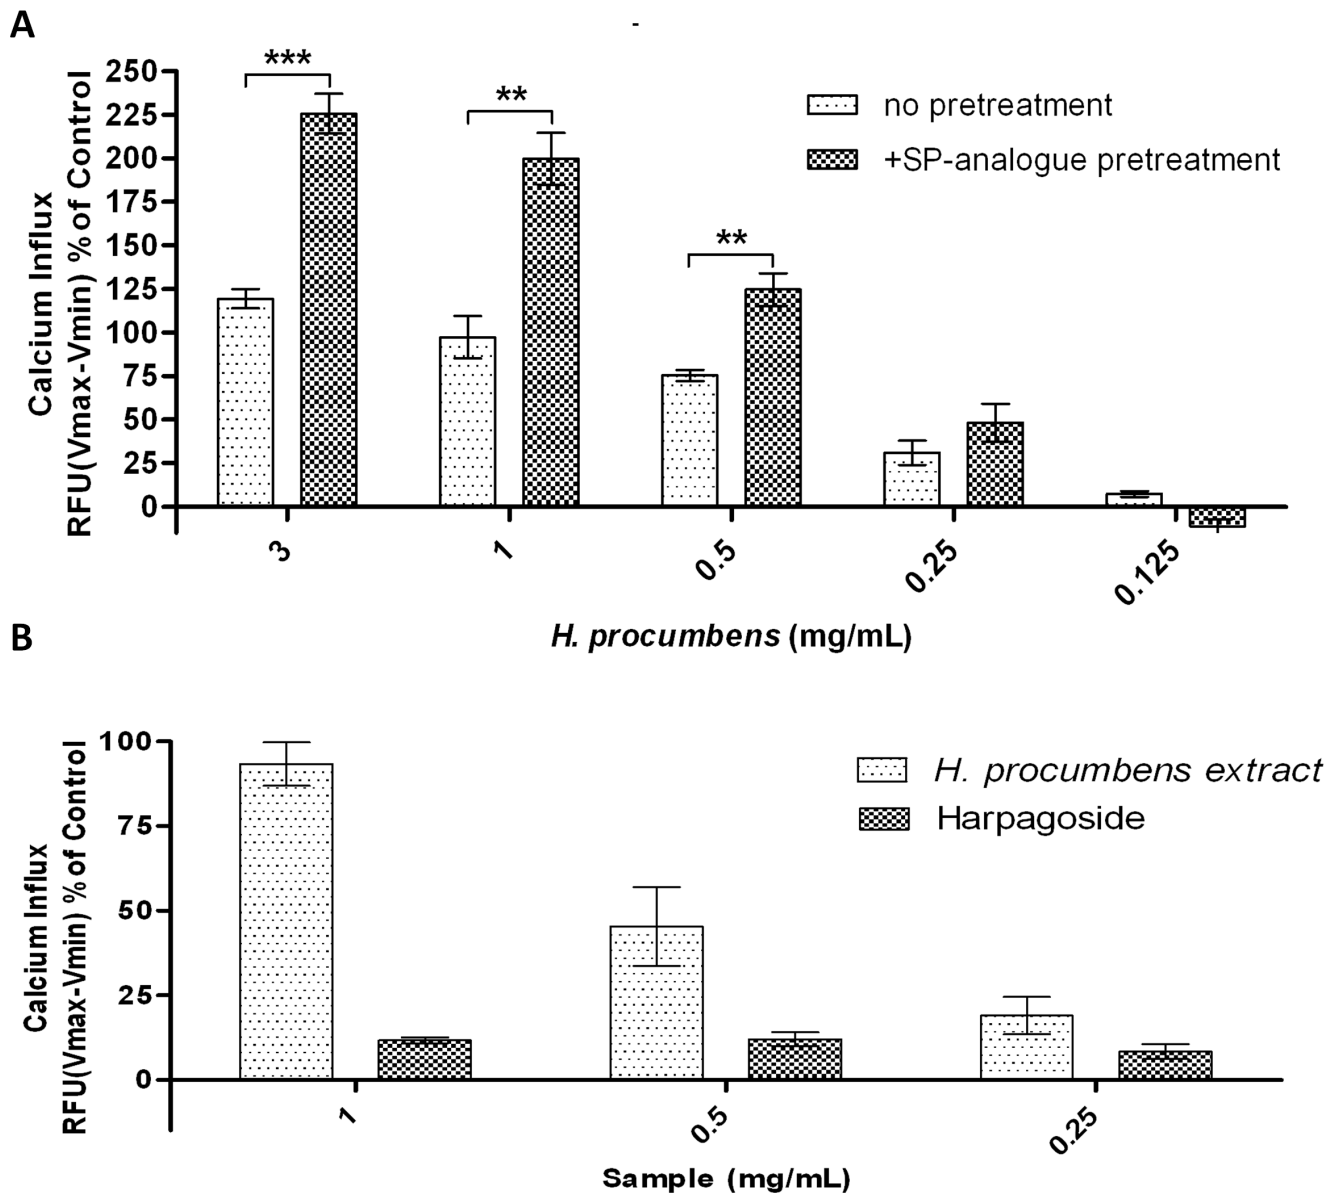 A
-
Calcium Influx
RFU(Vmax-Vmin) % of Control
250
225
200
175
150
125
100
75
50
25
0
***
**
**
no pretreatment
+SP-analogue pretreatment
3
1
0.5
0.25
0.125
H. procumbens (mg/mL)
B
Calcium Influx
RFU(Vmax-Vmin) % of Control
100
75
50
25
0
H. procumbens extract
Harpagoside
1
0.5
0.25
Sample (mg/mL)